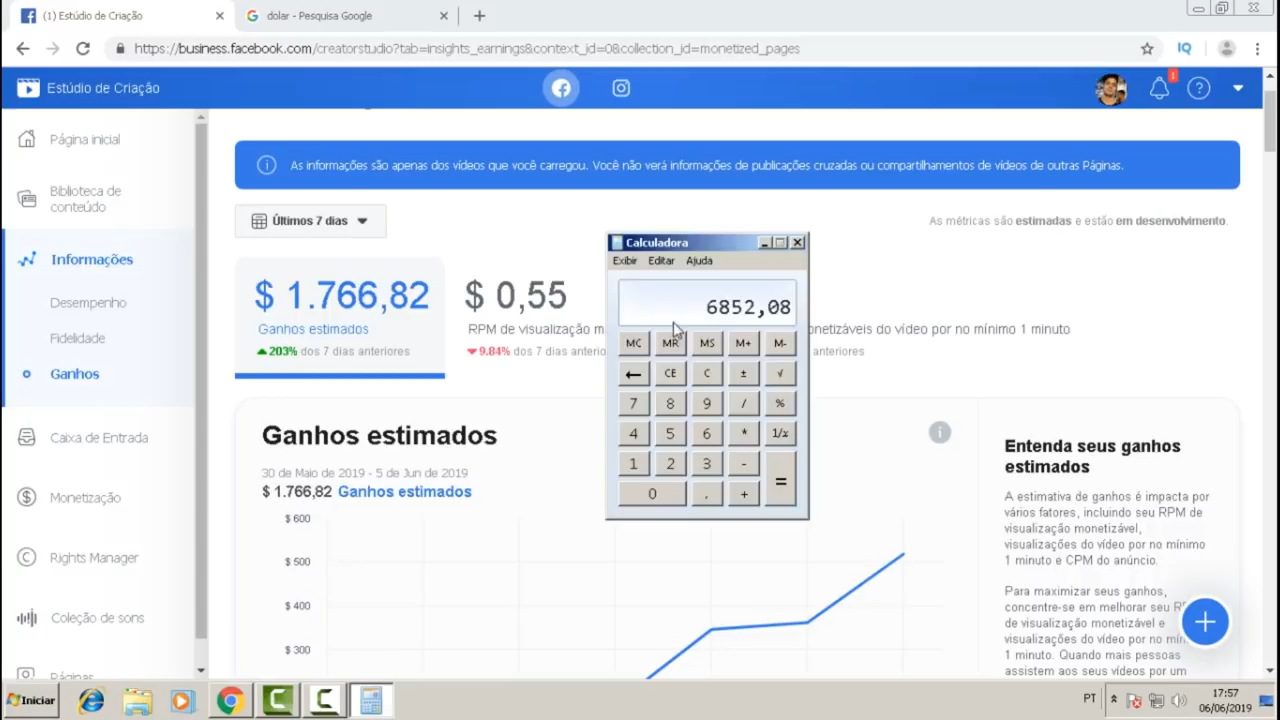 (1) Estúdio de Criação
dolar - Pesquisa Google
https://business.facebook.com/creatorstudio?tab=insights_earnings&context_id=0&collection_id=monetized_pages
IQ
Estúdio de Criação
1
?
Página inicial
Biblioteca de
conteúdo
Informações
Desempenho
Fidelidade
Ganhos
Caixa de Entrada
Monetização
Rights Manager
Coleção de sons
Páginas
As informações são apenas dos vídeos que você carregou. Você não verá informações de publicações cruzadas ou compartilhamentos de vídeos de outras Páginas.
Últimos 7 dias
As métricas são estimadas e estão em desenvolvimento.
$ 1.766,82
Ganhos estimados
203% dos 7 dias anteriores
$ 0,55
RPM de visualização m
9.84% dos 7 dias anterio
onetizáveis do vídeo por no mínimo 1 minuto
anteriores
Calculadora
Exibir Editar Ajuda
6852,08
MC MR MS M+ M-
← CE C ± √
7 8 9 / %
4 5 6 * 1/x
1 2 3 - =
0 . +
Ganhos estimados
30 de Maio de 2019 - 5 de Jun de 2019
$ 1.766,82 Ganhos estimados
$ 600
$ 500
$ 400
$ 300
Entenda seus ganhos
estimados
A estimativa de ganhos é impacta por
vários fatores, incluindo seu RPM de
visualização monetizável,
visualizações do vídeo por no mínimo
1 minuto e CPM do anúncio.
Para maximizar seus ganhos,
concentre-se em melhorar seu RP
de visualização monetizável e
visualizações do vídeo por no mín
1 minuto. Quando mais pessoas
assistem aos seus vídeos por um
Iniciar
PT
17:57
06/06/2019